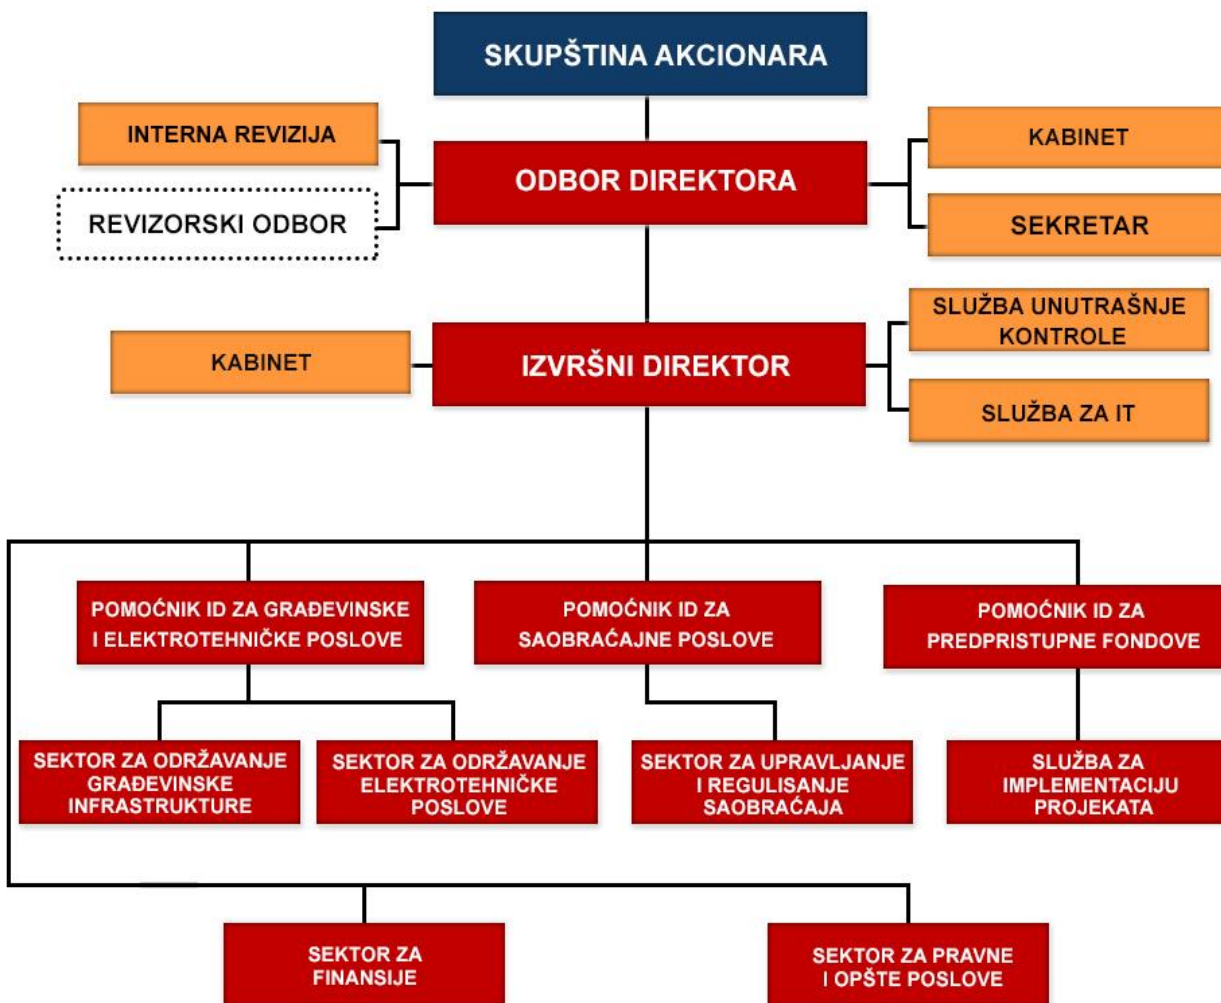 SKUPŠTINA AKCIONARA
INTERNA REVIZIJA
ODBOR DIREKTORA
KABINET
REVIZORSKI ODBOR
SEKRETAR
SLUŽBA UNUTRAŠNJE
KONTROLE
KABINET
IZVRŠNI DIREKTOR
SLUŽBA ZA IT
POMOĆNIK ID ZA GRAĐEVINSKE
I ELEKTROTEHNIČKE POSLOVE
POMOĆNIK ID ZA
SAOBRAĆAJNE POSLOVE
POMOĆNIK ID ZA
PREDPRISTUPNE FONDOVE
SEKTOR ZA ODRŽAVANJE
GRAĐEVINSKE
INFRASTRUKTURE
SEKTOR ZA ODRŽAVANJE
ELEKTROTEHNIČKE
POSLOVE
SEKTOR ZA UPRAVLJANJE
I REGULISANJE
SAOBRAĆAJA
SLUŽBA ZA
IMPLEMENTACIJU
PROJEKATA
SEKTOR ZA
FINANSIJE
SEKTOR ZA PRAVNE
I OPŠTE POSLOVE